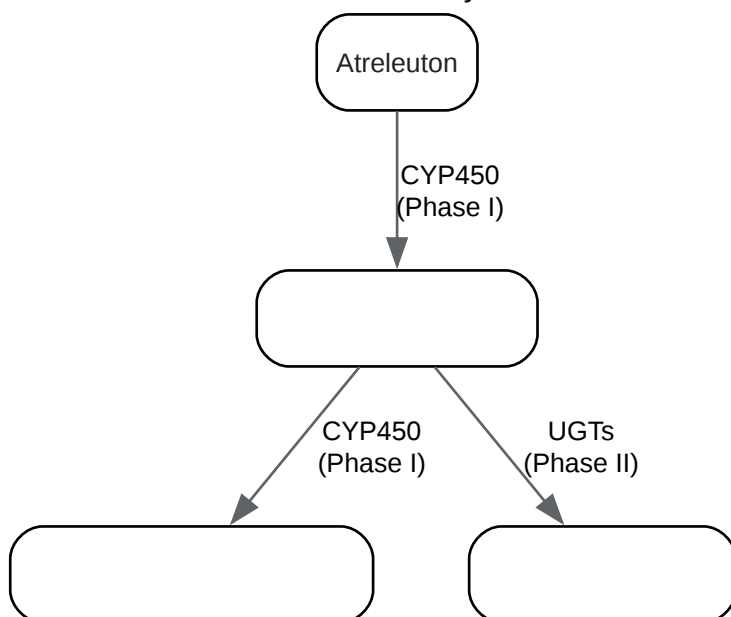 Atreleuton
CYP450
(Phase I)
CYP450
(Phase I)
UGTs
(Phase II)